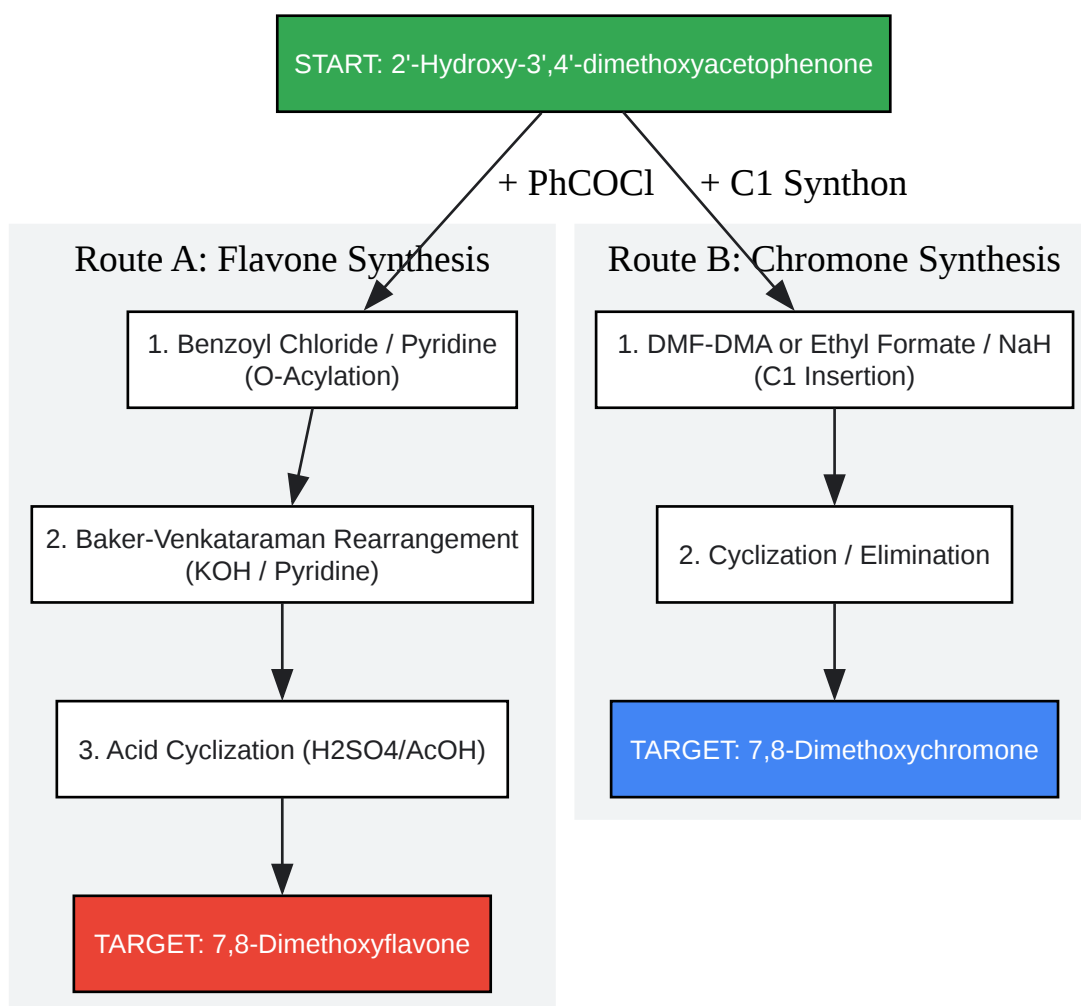 START: 2'-Hydroxy-3',4'-dimethoxyacetophenone
+ PhCOCl
+ C1 Synthon
Route A: Flavone Synthesis
1. Benzoyl Chloride / Pyridine
(O-Acylation)
2. Baker-Venkataraman Rearrangement
(KOH / Pyridine)
3. Acid Cyclization (H2SO4/AcOH)
TARGET: 7,8-Dimethoxyflavone
Route B: Chromone Synthesis
1. DMF-DMA or Ethyl Formate / NaH
(C1 Insertion)
2. Cyclization / Elimination
TARGET: 7,8-Dimethoxychromone